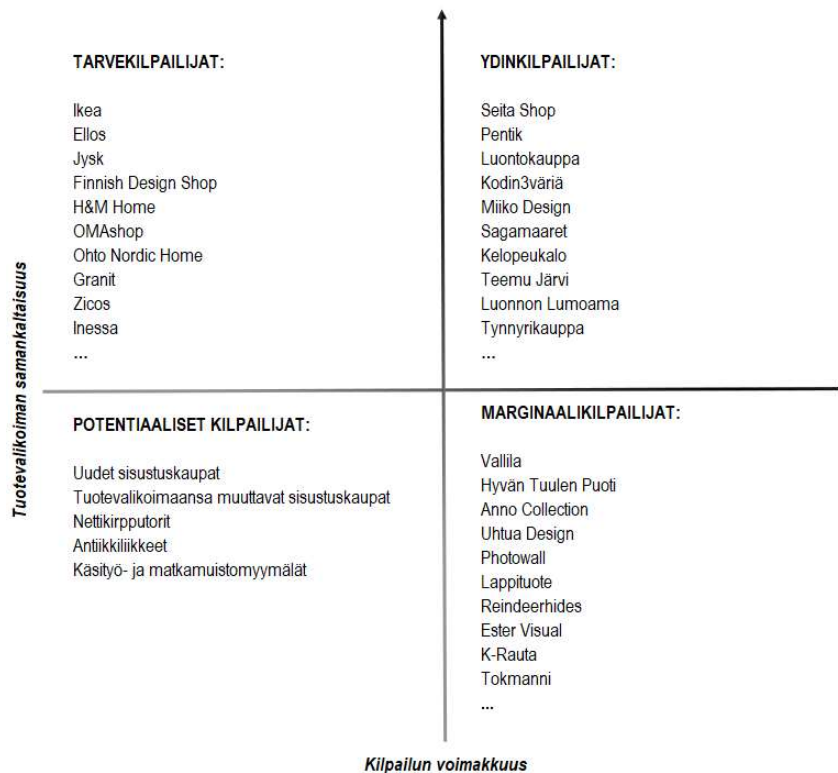 TARVEKILPAILIJAT:
Ikea
Ellos
Jysk
Finnish Design Shop
H&M Home
OMAshop
Ohto Nordic Home
Granit
Zicos
Inessa
...
YDINKILPAILIJAT:
Seita Shop
Pentik
Luontokauppa
Kodin3väriä
Miiko Design
Sagamaaret
Kelopeukalo
Teemu Järvi
Luonnon Lumoama
Tynnyrikauppa
...
Tuotevalikoiman samankaltaisuus
POTENTIAALISET KILPAILIJAT:
Uudet sisustuskaupat
Tuotevalikoimaansa muuttavat sisustuskaupat
Nettikirpputorit
Antiikkiliikkeet
Käsityö- ja matkamuistomyymälät
MARGINAALIKILPAILIJAT:
Vallila
Hyvän Tuulen Puoti
Anno Collection
Uhtua Design
Photowall
Lappituote
Reindeerhides
Ester Visual
K-Rauta
Tokmanni
...
Kilpailun voimakkuus